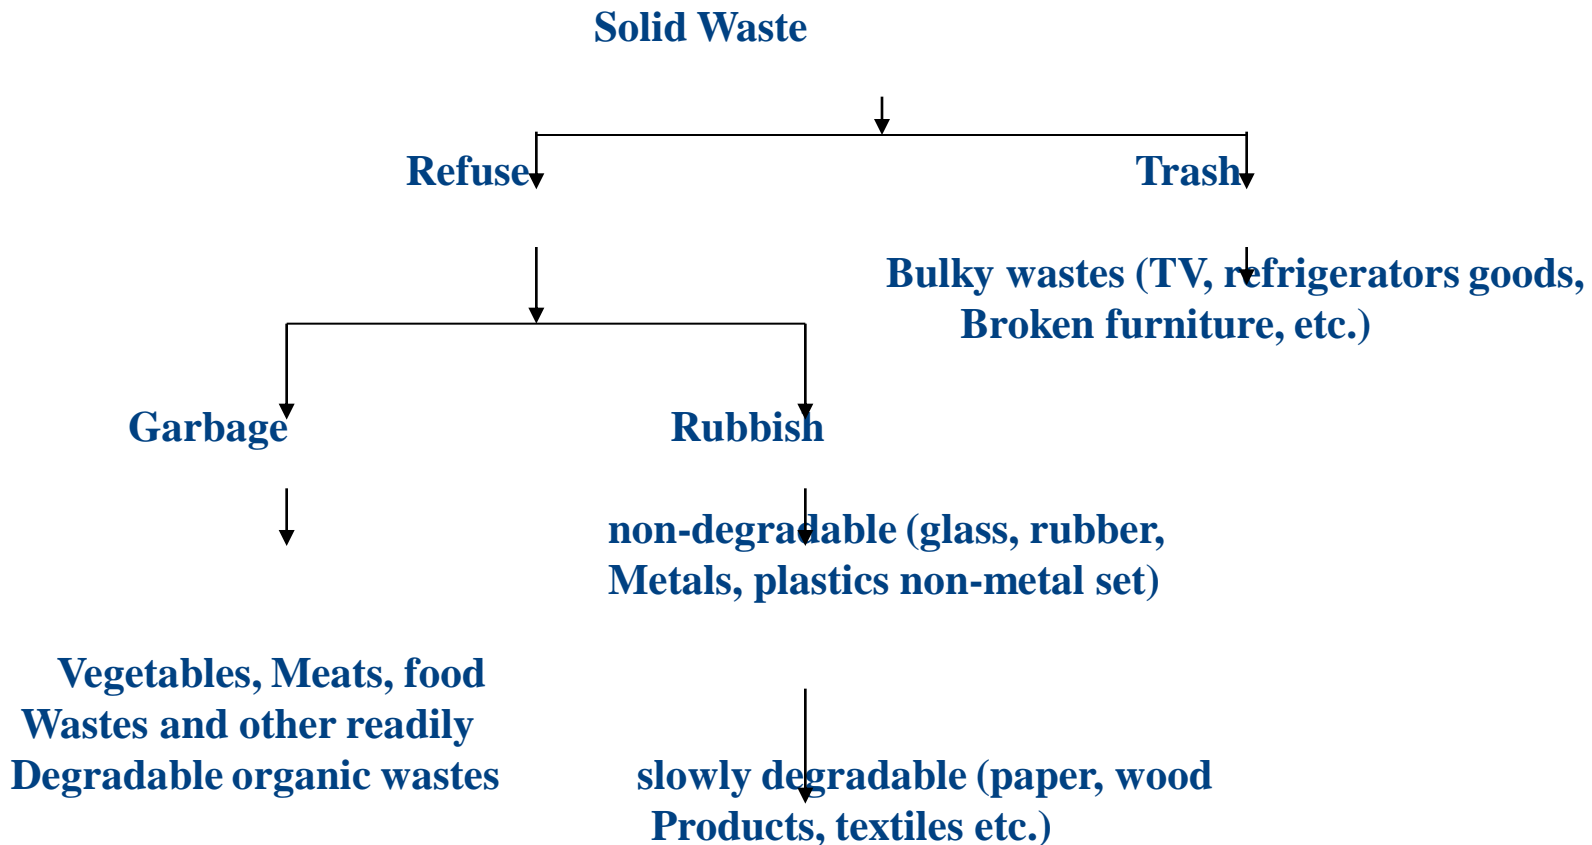 Solid Waste
Refuse
Trash
Bulky wastes (TV, refrigerators goods,
Broken furniture, etc.)
Garbage
Rubbish
non-degradable (glass, rubber,
Metals, plastics non-metal set)
Vegetables, Meats, food
Wastes and other readily
Degradable organic wastes
slowly degradable (paper, wood
Products, textiles etc.)